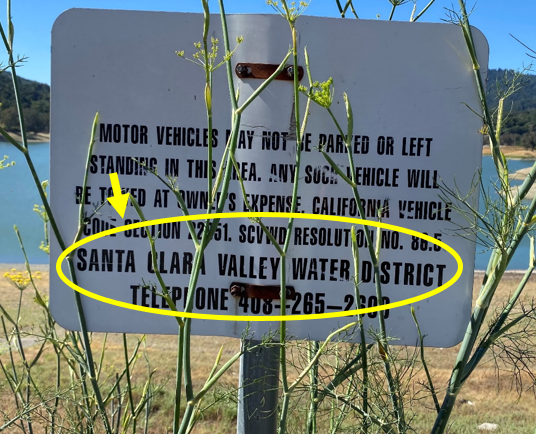 MOTOR VEHICLES MAY NOT BE PARKED OR LEFT
STANDING IN THIS AREA. ANY SUCH VEHICLE WILL
BE TOWED AT OWNER'S EXPENSE. CALIFORNIA VEHICLE
CODE SECTION SCVWD RESOLUTION NO.
SANTA CLARA VALLEY WATER DISTRICT
TELEPHONE 408-265-2600